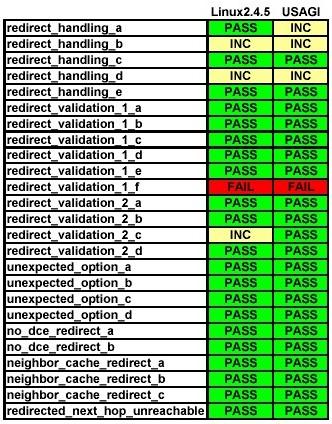 Linux2.4.5 USAGI
redirect_handling_a PASS INC
redirect_handling_b INC INC
redirect_handling_c PASS PASS
redirect_handling_d INC INC
redirect_handling_e PASS PASS
redirect_validation_1_a PASS PASS
redirect_validation_1_b PASS PASS
redirect_validation_1_c PASS PASS
redirect_validation_1_d PASS PASS
redirect_validation_1_e PASS PASS
redirect_validation_1_f FAIL FAIL
redirect_validation_2_a PASS PASS
redirect_validation_2_b PASS PASS
redirect_validation_2_c INC PASS
redirect_validation_2_d PASS PASS
unexpected_option_a PASS PASS
unexpected_option_b PASS PASS
unexpected_option_c PASS PASS
unexpected_option_d PASS PASS
no_dce_redirect_a PASS PASS
no_dce_redirect_b PASS PASS
neighbor_cache_redirect_a PASS PASS
neighbor_cache_redirect_b PASS PASS
neighbor_cache_redirect_c PASS PASS
redirected_next_hop_unreachable PASS PASS